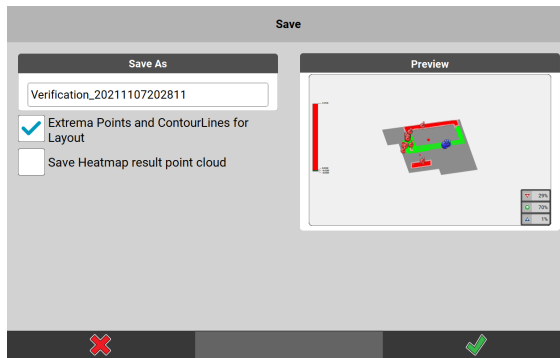 Save
Save As
Preview
Verification_20211107202811
Extrema Points and ContourLines for
Layout
Save Heatmap result point cloud
29%
70%
1%